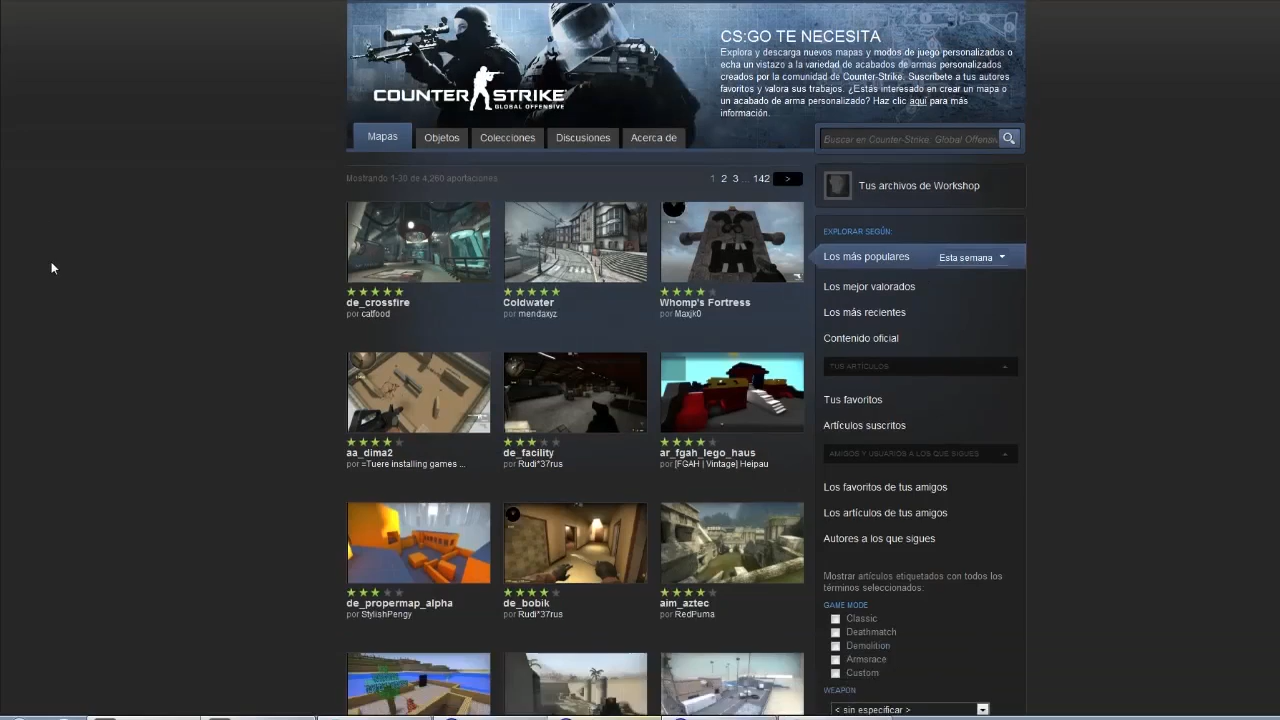 CS:GO TE NECESITA
Explora y descarga nuevos mapas y modos de juego personalizados o
echa un vistazo a la variedad de acabados de armas personalizados
creados por la comunidad de Counter-Strike. Suscríbete a tus autores
favoritos y valora sus trabajos. ¿Estás interesado en crear un mapa o
un acabado de arma personalizado? Haz clic aquí para más
información.
COUNTER STRIKE
GLOBAL OFFENSIVE
Mapas Objetos Colecciones Discusiones Acerca de
Buscar en Counter-Strike: Global Offensiv
Mostrando 1-30 de 4,260 aportaciones
1 2 3 ... 142 >
de_crossfire
por catfood
Coldwater
por mendaxyz
Whomp's Fortress
por Maxjk0
aa_dima2
por =Tuere installing games ...
de_facility
por Rudi*37rus
ar_fgah_lego_haus
por [FGAH | Vintage] Heipau
de_propermap_alpha
por StylishPengy
de_bobik
por Rudi*37rus
aim_aztec
por RedPuma
Tus archivos de Workshop
EXPLORAR SEGÚN:
Los más populares Esta semana
Los mejor valorados
Los más recientes
Contenido oficial
TUS ARTÍCULOS
Tus favoritos
Artículos suscritos
AMIGOS Y USUARIOS A LOS QUE SIGUES
Los favoritos de tus amigos
Los artículos de tus amigos
Autores a los que sigues
Mostrar artículos etiquetados con todos los
términos seleccionados:
GAME MODE
Classic
Deathmatch
Demolition
Armsrace
Custom
WEAPON
< sin especificar >